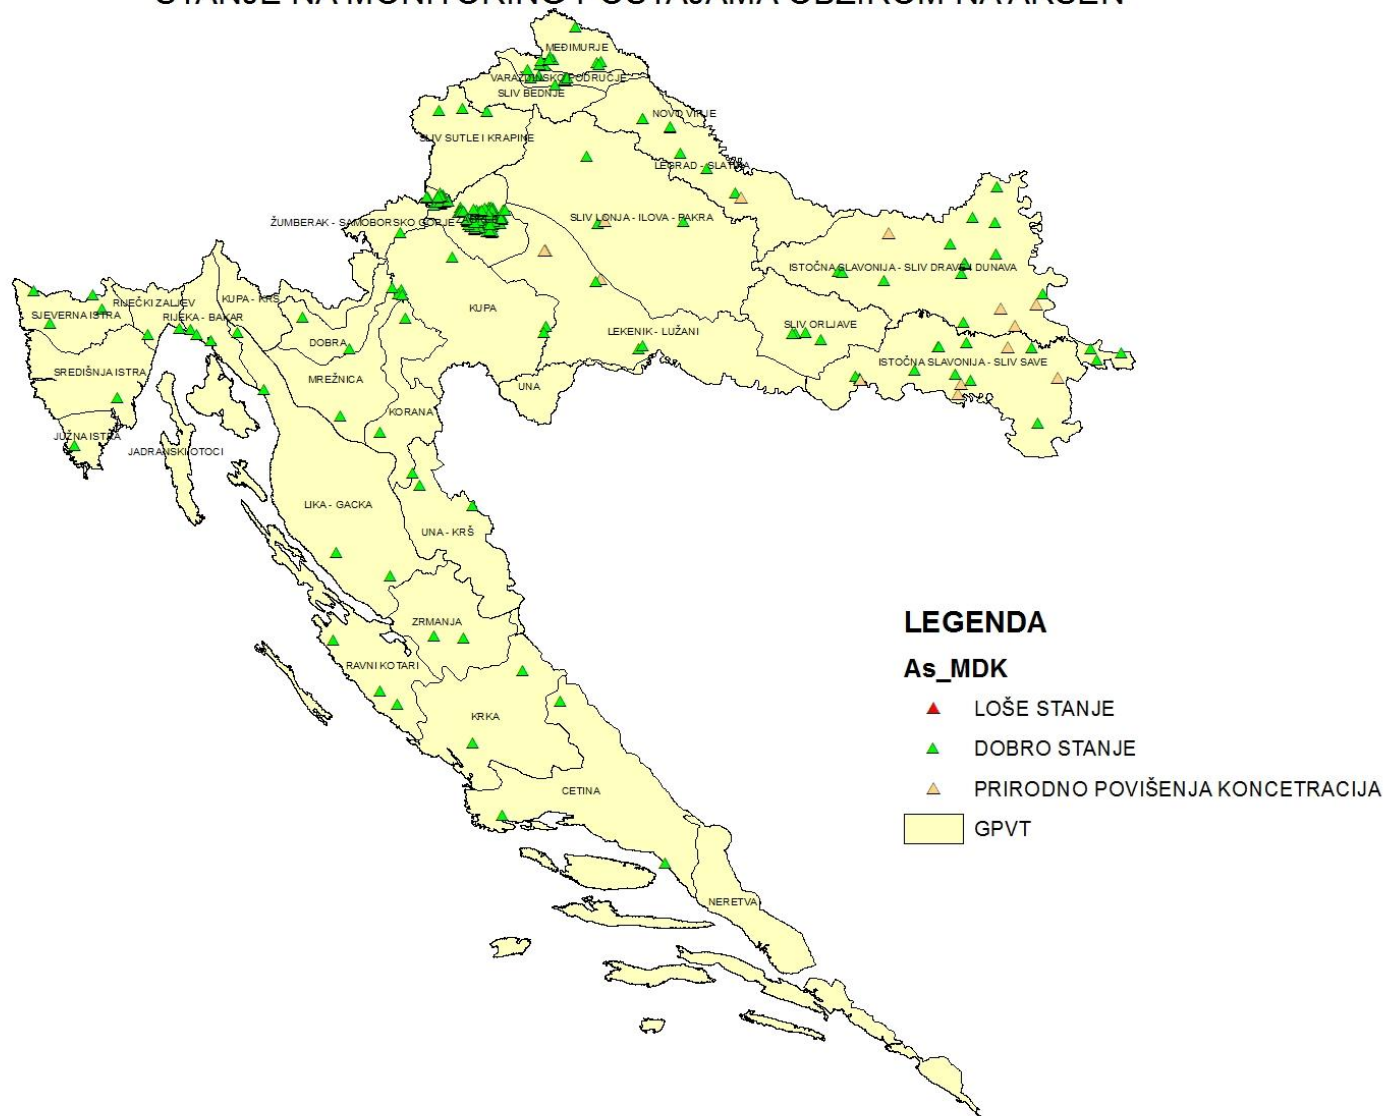 STANJE NA MONITORING POSTAJAMA OBZIROM NA ARSEN
MEĐIMURJE
VARAŽDINSKO PODRUČJE
SLIV BEDNJE
NOVO VIRJE
SLIV SUTLE I KRAPINE
LEGRAD - SLATINA
ŽUMBERAK - SAMOBORSKO GORJE
ZAGREB
SLIV LONJA - ILOVA - PAKRA
ISTOČNA SLAVONIJA - SLIV DRAVE I DUNAVA
KUPA - KRŠ
RIJEČKI ZALJEV
SJEVERNA ISTRA
RIJEKA - BAKAR
KUPA
LEKENIK - LUŽANI
SLIV ORLJAVE
DOBRA
ISTOČNA SLAVONIJA - SLIV SAVE
SREDIŠNJA ISTRA
MREŽNICA
UNA
KORANA
JUŽNA ISTRA
JADRANSKI OTOCI
LIKA - GACKA
UNA - KRŠ
ZRMANJA
RAVNI KOTARI
KRKA
CETINA
NERETVA
LEGENDA
As_MDK
LOŠE STANJE
DOBRO STANJE
PRIRODNO POVIŠENJA KONCETRACIJA
GPVT